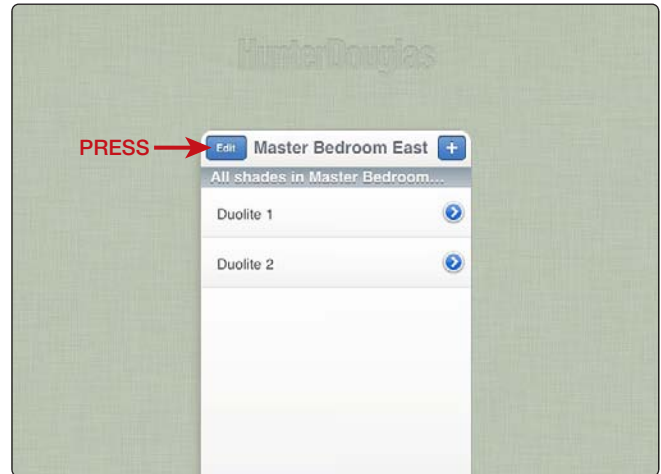 HunterDouglas
PRESS
Edit Master Bedroom East +
All shades in Master Bedroom...
Duolite 1
Duolite 2